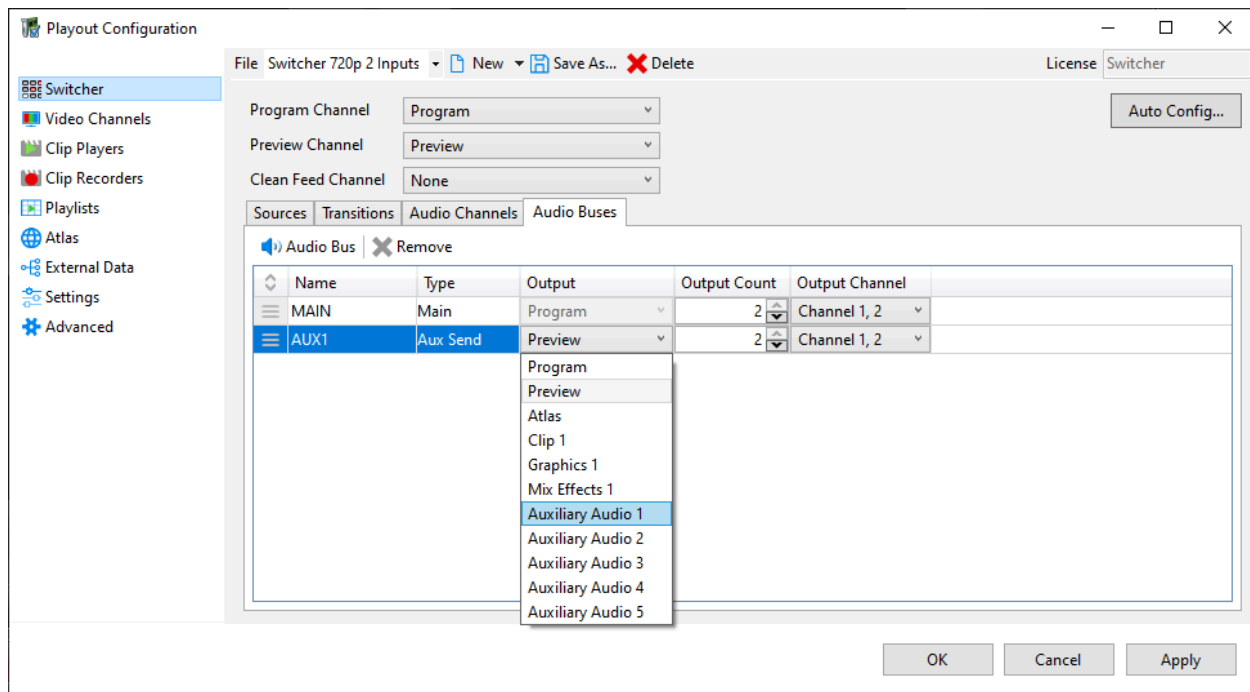 Playout Configuration
File Switcher 720p 2 Inputs New Save As... Delete License Switcher
Switcher
Video Channels
Clip Players
Clip Recorders
Playlists
Atlas
External Data
Settings
Advanced
Program Channel Program Auto Config...
Preview Channel Preview
Clean Feed Channel None
Sources Transitions Audio Channels Audio Buses
Audio Bus Remove
Name Type Output Output Count Output Channel
MAIN Main Program 2 Channel 1, 2
AUX1 Aux Send Preview 2 Channel 1, 2
Program
Preview
Atlas
Clip 1
Graphics 1
Mix Effects 1
Auxiliary Audio 1
Auxiliary Audio 2
Auxiliary Audio 3
Auxiliary Audio 4
Auxiliary Audio 5
OK Cancel Apply